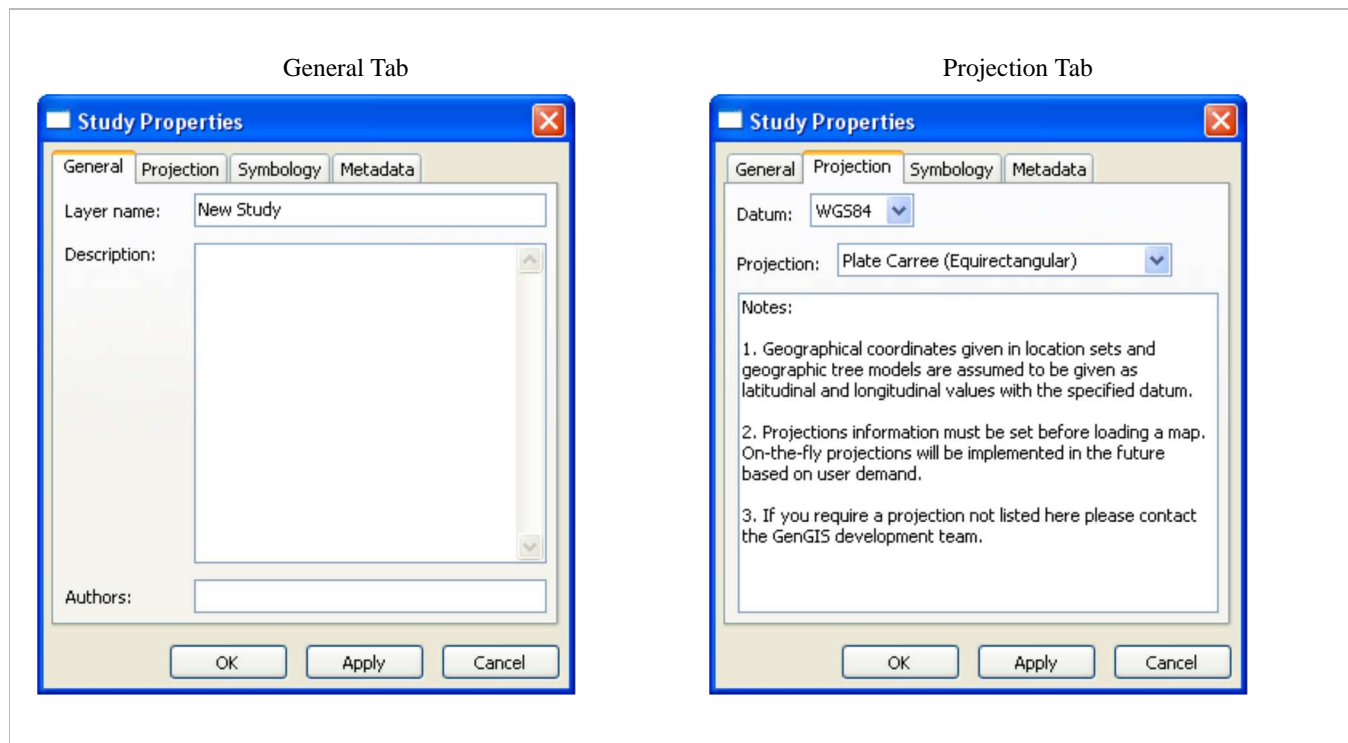 General Tab
Study Properties
General Projection Symbology Metadata
Layer name: New Study
Description:
Authors:
OK Apply Cancel
Projection Tab
Study Properties
General Projection Symbology Metadata
Datum: WGS84
Projection: Plate Carree (Equirectangular)
Notes:
1. Geographical coordinates given in location sets and
geographic tree models are assumed to be given as
latitudinal and longitudinal values with the specified datum.
2. Projections information must be set before loading a map.
On-the-fly projections will be implemented in the future
based on user demand.
3. If you require a projection not listed here please contact
the GenGIS development team.
OK Apply Cancel